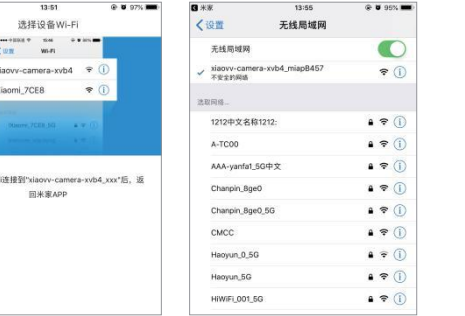 13:51
97%
选择设备Wi-Fi
设置
Wi-Fi
iaovv-camera-xvb4
iaomi_7CE8
i连接到"xiaovv-camera-xvb4_xxx"后，返
回米家APP
米家
13:55
95%
设置
无线局域网
无线局域网
xiaovv-camera-xvb4_miapB457
不安全的网络
选取网络...
1212中文名称1212:
A-TC00
AAA-yanfa1_5G中文
Chanpin_8ge0
Chanpin_8ge0_5G
CMCC
Haoyun_0_5G
Haoyun_5G
HiWiFi_001_5G